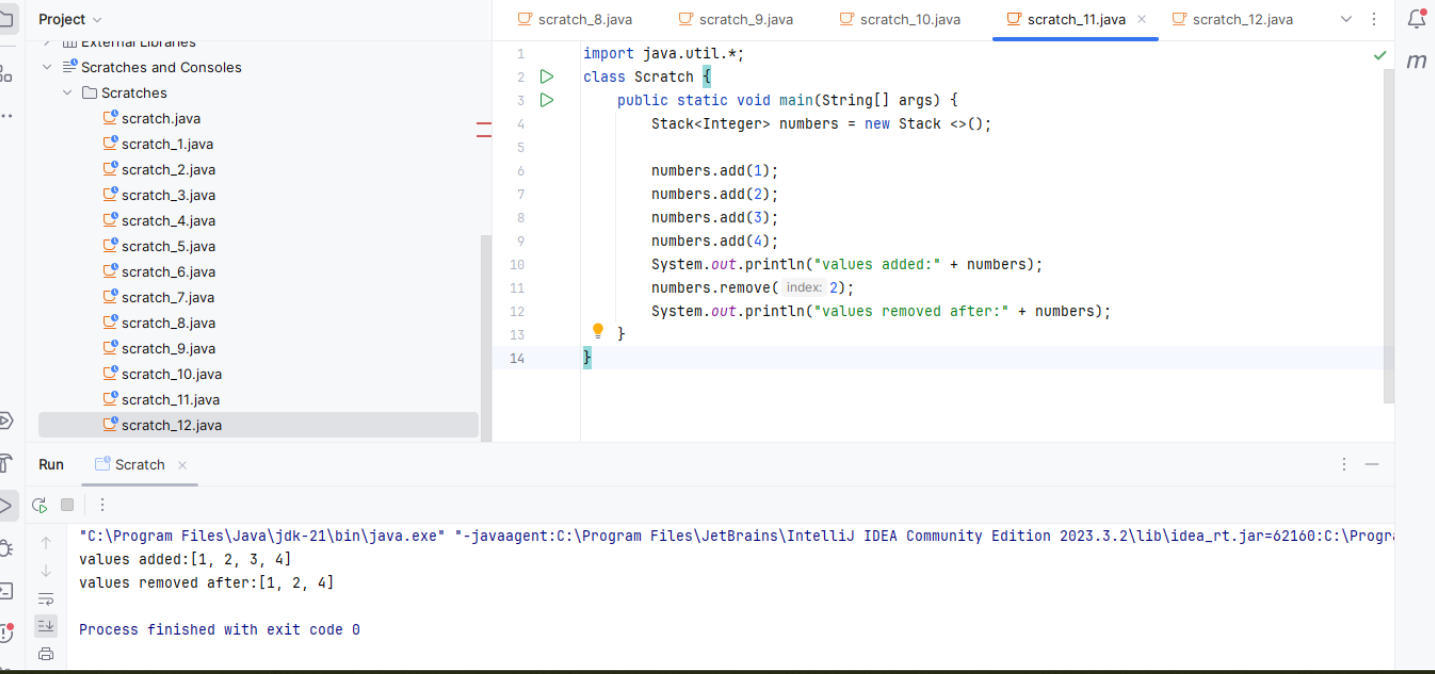 Project
External Libraries
Scratches and Consoles
Scratches
scratch.java
scratch_1.java
scratch_2.java
scratch_3.java
scratch_4.java
scratch_5.java
scratch_6.java
scratch_7.java
scratch_8.java
scratch_9.java
scratch_10.java
scratch_11.java
scratch_12.java
scratch_8.java scratch_9.java scratch_10.java scratch_11.java scratch_12.java
m
1 import java.util.*;
2 class Scratch {
3 public static void main(String[] args) {
4 Stack<Integer> numbers = new Stack <>();
5
6 numbers.add(1);
7 numbers.add(2);
8 numbers.add(3);
9 numbers.add(4);
10 System.out.println("values added:" + numbers);
11 numbers.remove( index: 2);
12 System.out.println("values removed after:" + numbers);
13 }
14 }
Run Scratch
"C:\Program Files\Java\jdk-21\bin\java.exe" "-javaagent:C:\Program Files\JetBrains\IntelliJ IDEA Community Edition 2023.3.2\lib\idea_rt.jar=62160:C:\Progra
values added:[1, 2, 3, 4]
values removed after:[1, 2, 4]
Process finished with exit code 0